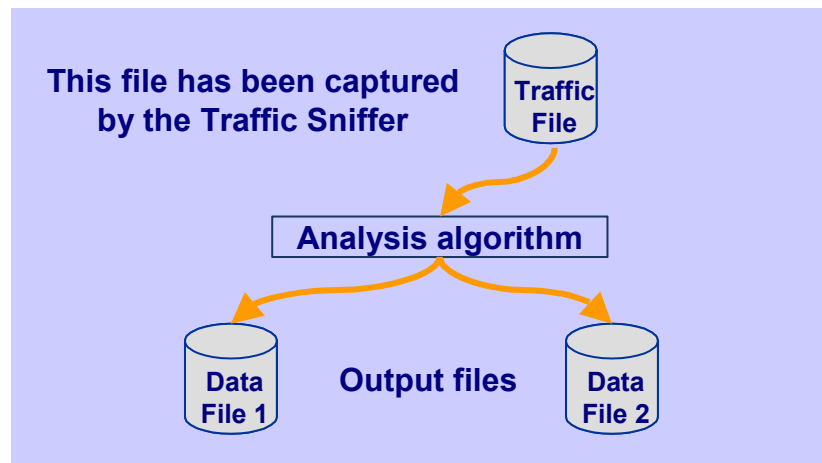 This file has been captured
by the Traffic Sniffer
Traffic
File
Analysis algorithm
Data
File 1
Output files
Data
File 2